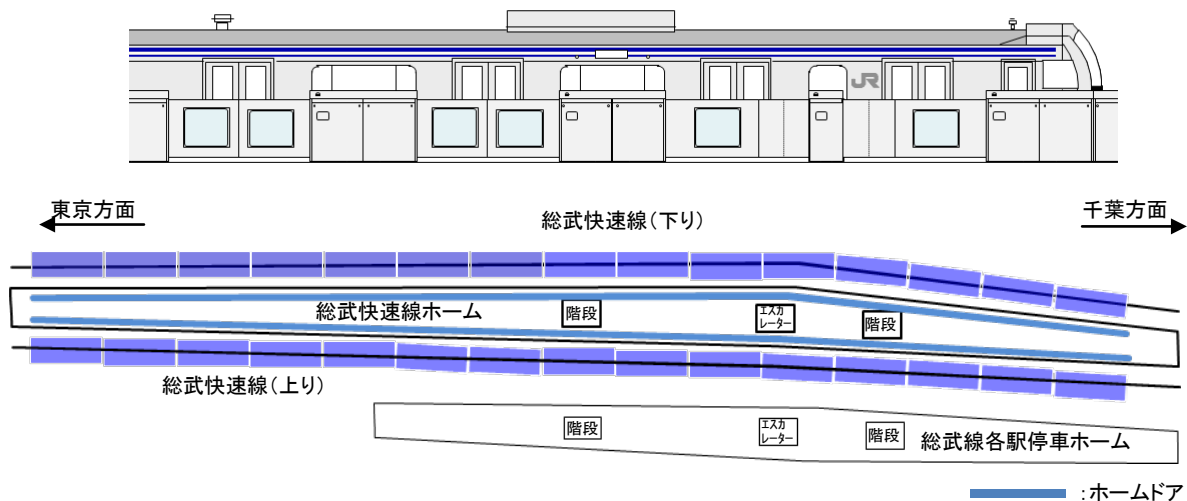 JR
東京方面
総武快速線(下り)
千葉方面
総武快速線ホーム
階段
エスカ
レーター
階段
総武快速線(上り)
階段
エスカ
レーター
階段
総武線各駅停車ホーム
:ホームドア